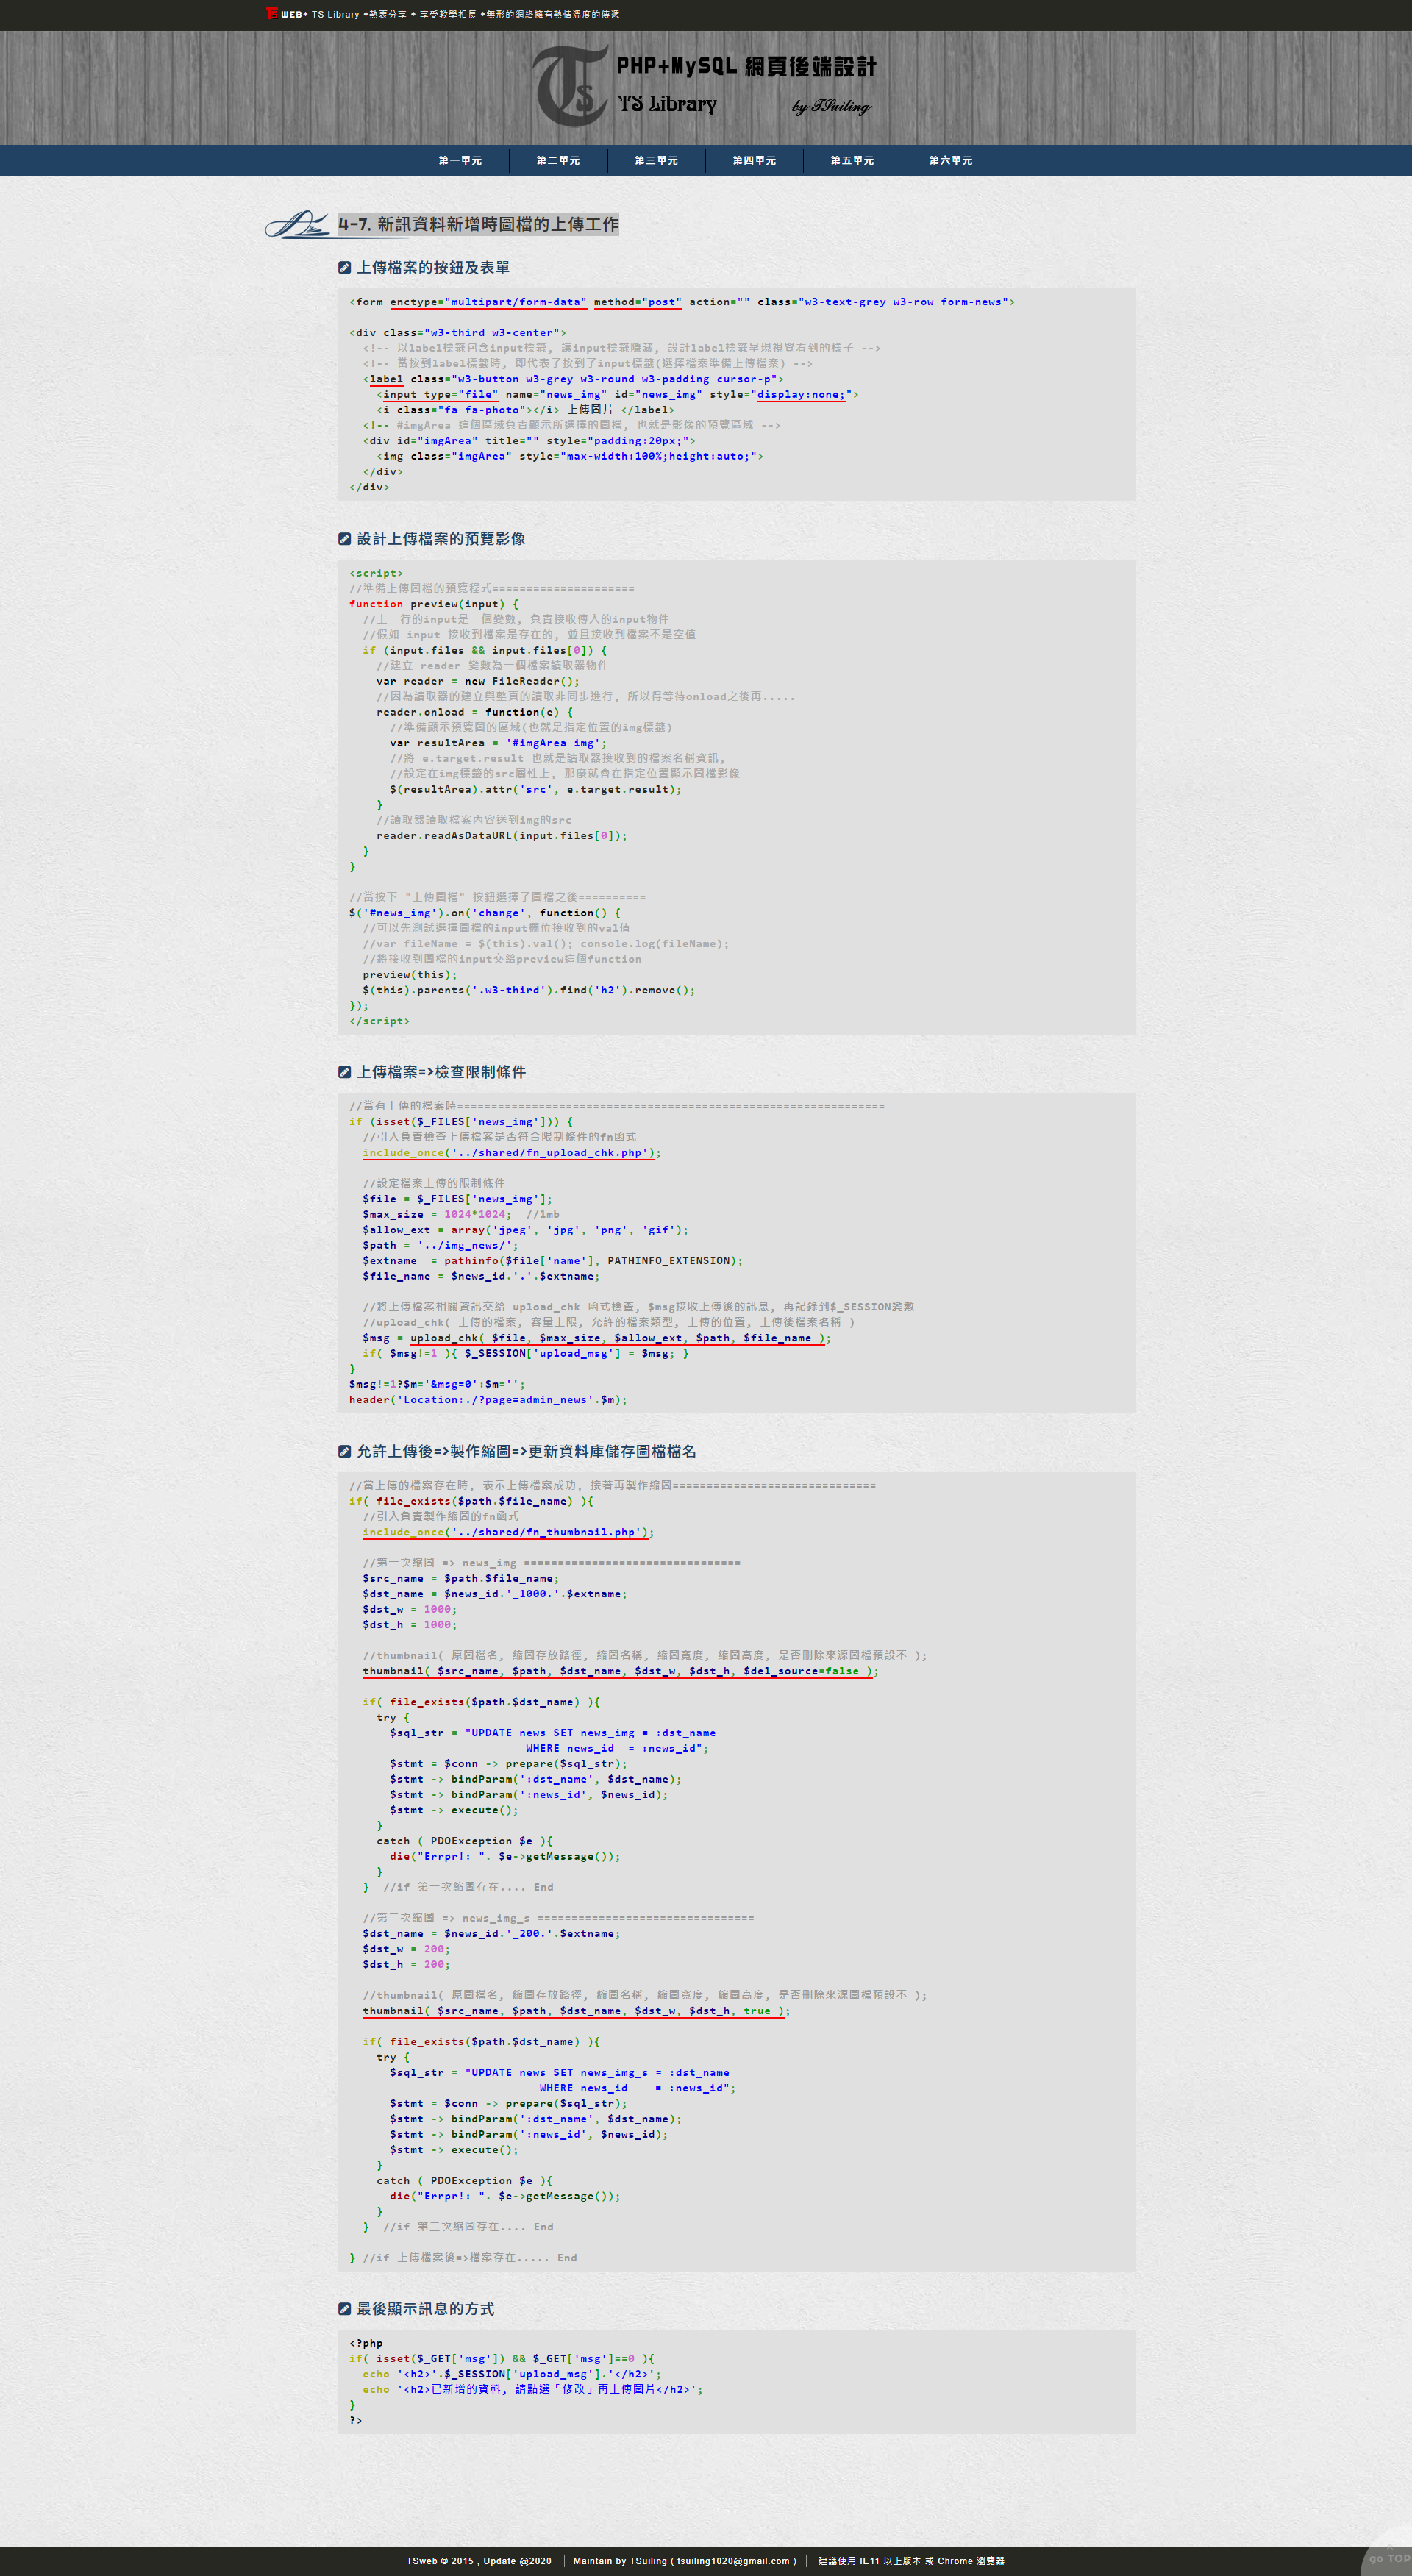 TS WEB◆ TS Library ◆熱衷分享 ◆ 享受教學相長 ◆無形的網絡擁有熱情溫度的傳遞
PHP+MySQL 網頁後端設計
TS Library by TSuiling
第一單元 第二單元 第三單元 第四單元 第五單元 第六單元
4-7. 新訊資料新增時圖檔的上傳工作
上傳檔案的按鈕及表單
<form enctype="multipart/form-data" method="post" action="" class="w3-text-grey w3-row form-news">
<div class="w3-third w3-center">
  <!-- 以label標籤包含input標籤, 讓input標籤隱藏, 設計label標籤呈現視覺看到的樣子 -->
  <!-- 當按到label標籤時, 即代表了按到了input標籤(選擇檔案準備上傳檔案) -->
  <label class="w3-button w3-grey w3-round w3-padding cursor-p">
    <input type="file" name="news_img" id="news_img" style="display:none;">
    <i class="fa fa-photo"></i> 上傳圖片 </label>
  <!-- #imgArea 這個區域負責顯示所選擇的圖檔, 也就是影像的預覽區域 -->
  <div id="imgArea" title="" style="padding:20px;">
    <img class="imgArea" style="max-width:100%;height:auto;">
  </div>
</div>
設計上傳檔案的預覽影像
<script>
//準備上傳圖檔的預覽程式=====================
function preview(input) {
  //上一行的input是一個變數, 負責接收傳入的input物件
  //假如 input 接收到檔案是存在的, 並且接收到檔案不是空值
  if (input.files && input.files[0]) {
    //建立 reader 變數為一個檔案讀取器物件
    var reader = new FileReader();
    //因為讀取器的建立與整頁的讀取非同步進行, 所以得等待onload之後再.....
    reader.onload = function(e) {
      //準備顯示預覽圖的區域(也就是指定位置的img標籤)
      var resultArea = '#imgArea img';
      //將 e.target.result 也就是讀取器接收到的檔案名稱資訊,
      //設定在img標籤的src屬性上, 那麼就會在指定位置顯示圖檔影像
      $(resultArea).attr('src', e.target.result);
    }
    //讀取器讀取檔案內容送到img的src
    reader.readAsDataURL(input.files[0]);
  }
}
//當按下 "上傳圖檔" 按鈕選擇了圖檔之後==========
$('#news_img').on('change', function() {
  //可以先測試選擇圖檔的input欄位接收到的val值
  //var fileName = $(this).val(); console.log(fileName);
  //將接收到圖檔的input交給preview這個function
  preview(this);
  $(this).parents('.w3-third').find('h2').remove();
});
</script>
上傳檔案=>檢查限制條件
//當有上傳的檔案時===============================================================
if (isset($_FILES['news_img'])) {
  //引入負責檢查上傳檔案是否符合限制條件的fn函式
  include_once('../shared/fn_upload_chk.php');
  //設定檔案上傳的限制條件
  $file = $_FILES['news_img'];
  $max_size = 1024*1024;  //1mb
  $allow_ext = array('jpeg', 'jpg', 'png', 'gif');
  $path = '../img_news/';
  $extname  = pathinfo($file['name'], PATHINFO_EXTENSION);
  $file_name = $news_id.'.'.$extname;
  //將上傳檔案相關資訊交給 upload_chk 函式檢查, $msg接收上傳後的訊息, 再記錄到$_SESSION變數
  //upload_chk( 上傳的檔案, 容量上限, 允許的檔案類型, 上傳的位置, 上傳後檔案名稱 )
  $msg = upload_chk( $file, $max_size, $allow_ext, $path, $file_name );
  if( $msg!=1 ){ $_SESSION['upload_msg'] = $msg; }
}
$msg!=1?$m='&msg=0':$m='';
header('Location:./?page=admin_news'.$m);
允許上傳後=>製作縮圖=>更新資料庫儲存圖檔檔名
//當上傳的檔案存在時, 表示上傳檔案成功, 接著再製作縮圖==============================
if( file_exists($path.$file_name) ){
  //引入負責製作縮圖的fn函式
  include_once('../shared/fn_thumbnail.php');
  //第一次縮圖 => news_img ================================
  $src_name = $path.$file_name;
  $dst_name = $news_id.'_1000.'.$extname;
  $dst_w = 1000;
  $dst_h = 1000;
  //thumbnail( 原圖檔名, 縮圖存放路徑, 縮圖名稱, 縮圖寬度, 縮圖高度, 是否刪除來源圖檔預設不 );
  thumbnail( $src_name, $path, $dst_name, $dst_w, $dst_h, $del_source=false );
  if( file_exists($path.$dst_name) ){
    try {
      $sql_str = "UPDATE news SET news_img = :dst_name
                          WHERE news_id  = :news_id";
      $stmt = $conn -> prepare($sql_str);
      $stmt -> bindParam(':dst_name', $dst_name);
      $stmt -> bindParam(':news_id', $news_id);
      $stmt -> execute();
    }
    catch ( PDOException $e ){
      die("Errpr!: ". $e->getMessage());
    }
  }  //if 第一次縮圖存在.... End
  //第二次縮圖 => news_img_s ================================
  $dst_name = $news_id.'_200.'.$extname;
  $dst_w = 200;
  $dst_h = 200;
  //thumbnail( 原圖檔名, 縮圖存放路徑, 縮圖名稱, 縮圖寬度, 縮圖高度, 是否刪除來源圖檔預設不 );
  thumbnail( $src_name, $path, $dst_name, $dst_w, $dst_h, true );
  if( file_exists($path.$dst_name) ){
    try {
      $sql_str = "UPDATE news SET news_img_s = :dst_name
                            WHERE news_id    = :news_id";
      $stmt = $conn -> prepare($sql_str);
      $stmt -> bindParam(':dst_name', $dst_name);
      $stmt -> bindParam(':news_id', $news_id);
      $stmt -> execute();
    }
    catch ( PDOException $e ){
      die("Errpr!: ". $e->getMessage());
    }
  }  //if 第二次縮圖存在.... End
} //if 上傳檔案後=>檔案存在..... End
最後顯示訊息的方式
<?php
if( isset($_GET['msg']) && $_GET['msg']==0 ){
  echo '<h2>'.$_SESSION['upload_msg'].'</h2>';
  echo '<h2>已新增的資料, 請點選「修改」再上傳圖片</h2>';
}
?>
go TOP
TSweb © 2015 , Update @2020 | Maintain by TSuiling ( tsuiling1020@gmail.com ) | 建議使用 IE11 以上版本 或 Chrome 瀏覽器